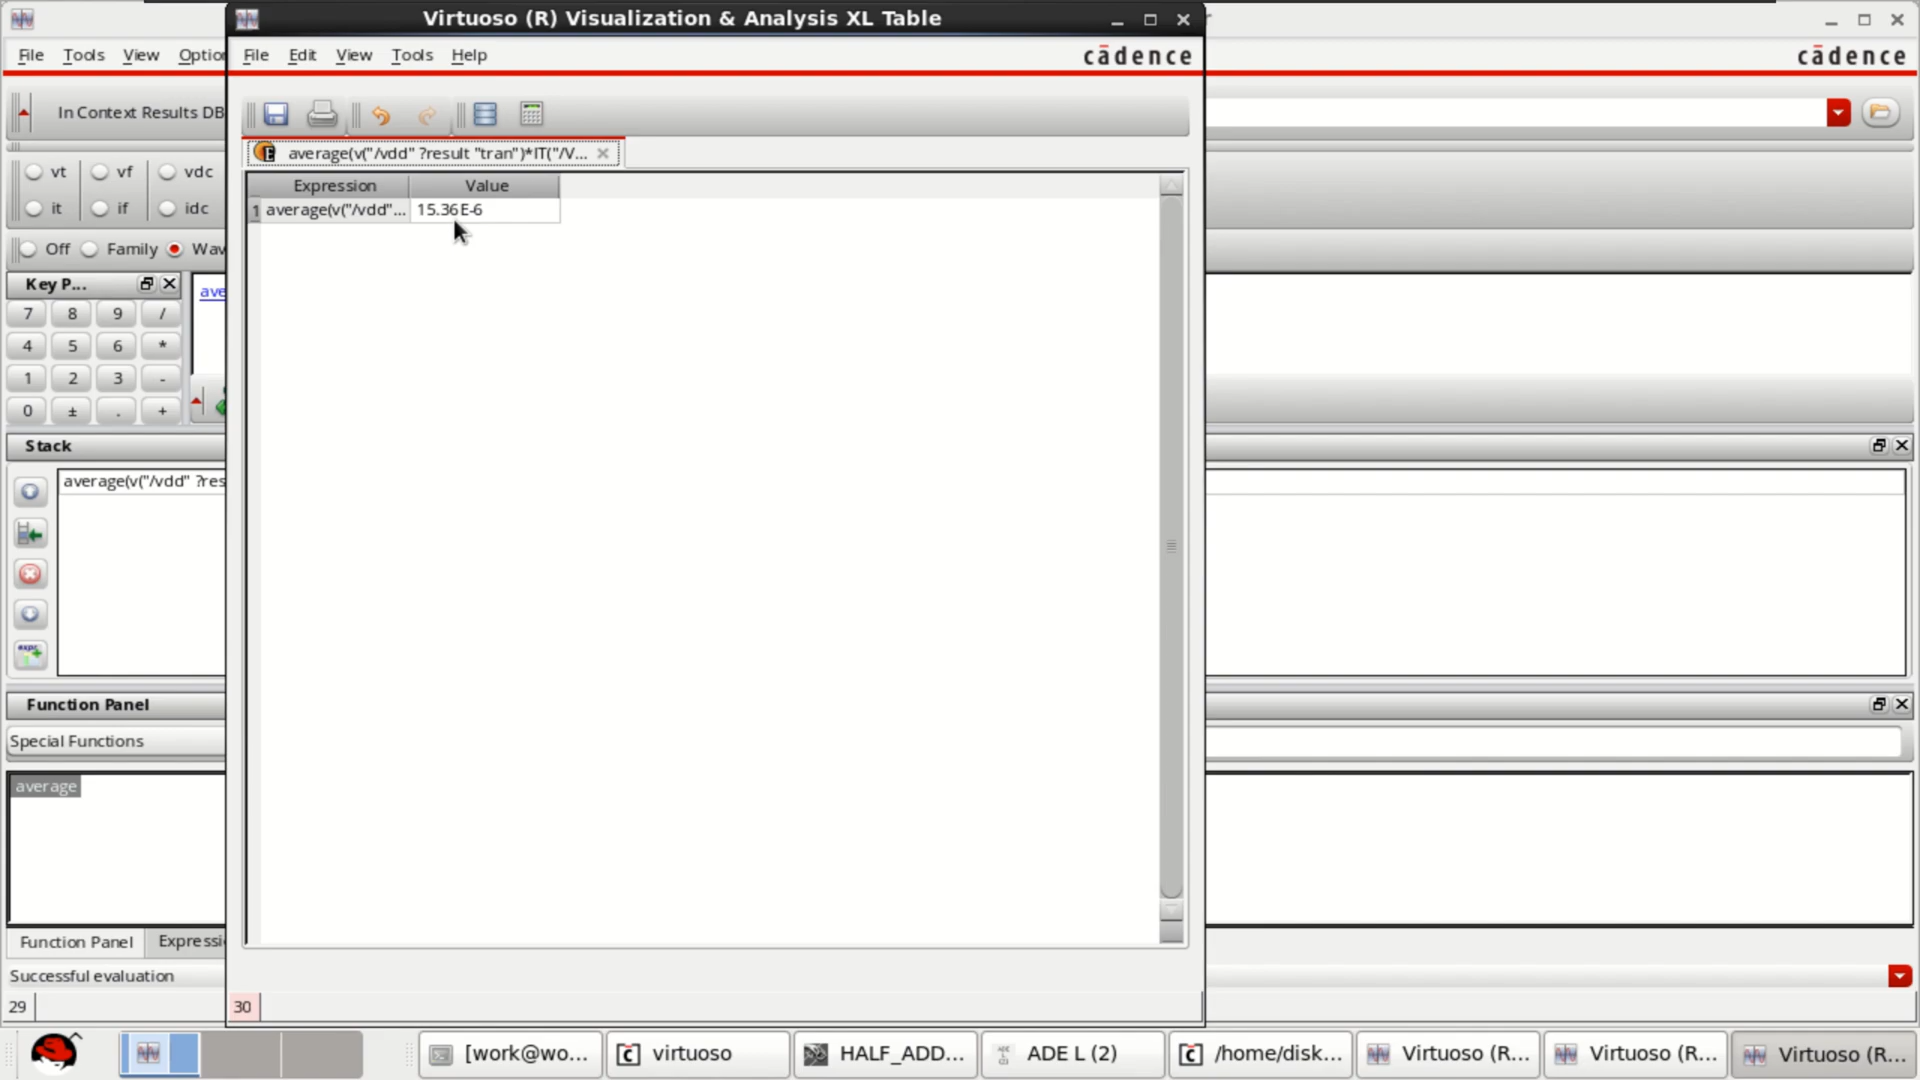 Virtuoso (R) Visualization & Analysis XL Table
File Edit View Tools Help
cādence
File Tools View Optio
cādence
In Context Results DB
average(v("/vdd" ?result "tran")*IT("/V...
vt vf vdc
it if idc
Off Family Wav
Expression Value
1 average(v("/vdd"... 15.36E-6
Key P...
ave
7 8 9 /
4 5 6 *
1 2 3 -
0 ± . +
Stack
average(v("/vdd" ?res
expr
Function Panel
Special Functions
average
Function Panel Expressi
Successful evaluation
29
30
[work@wo... virtuoso HALF_ADD... ADE L (2) /home/disk... Virtuoso (R... Virtuoso (R... Virtuoso (R...